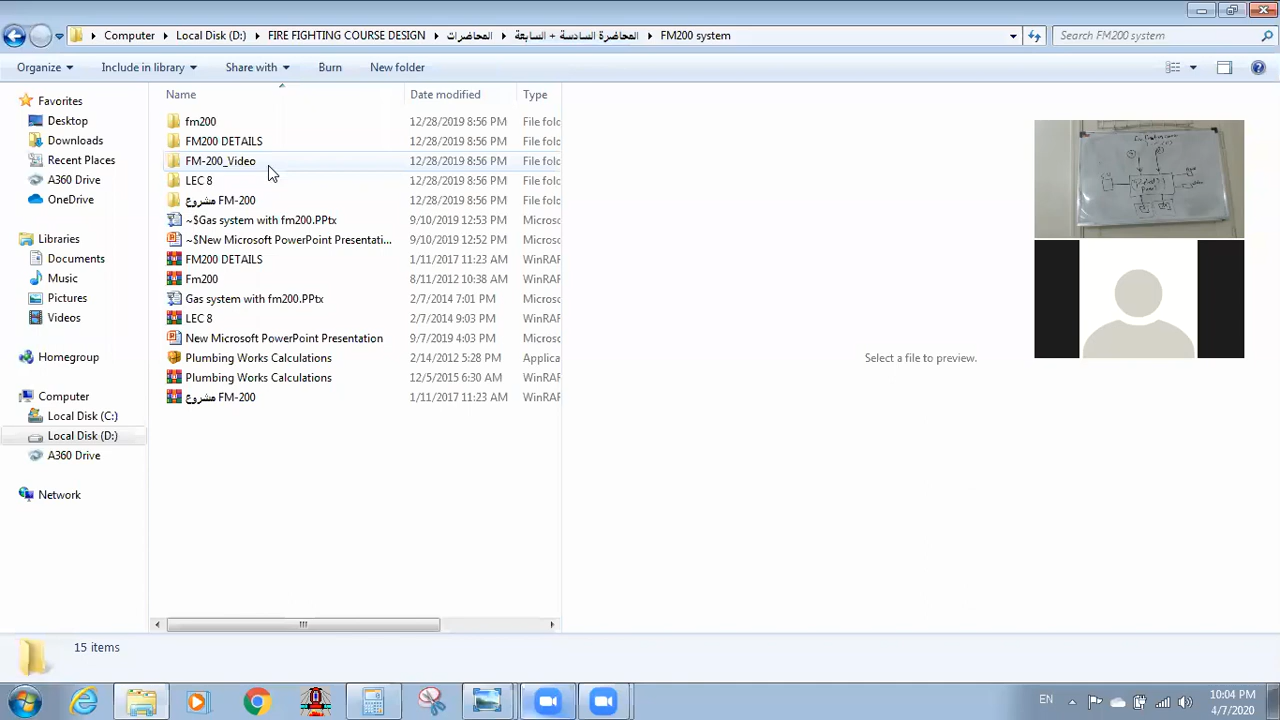 Computer
Local Disk (D:)
FIRE FIGHTING COURSE DESIGN
المحاضرات
المحاضرة السادسة + السابعة
FM200 system
Search FM200 system
Organize
Include in library
Share with
Burn
New folder
Favorites
Desktop
Downloads
Recent Places
A360 Drive
OneDrive
Libraries
Documents
Music
Pictures
Videos
Homegroup
Computer
Local Disk (C:)
Local Disk (D:)
A360 Drive
Network
Name Date modified Type
fm200 12/28/2019 8:56 PM File folc
FM200 DETAILS 12/28/2019 8:56 PM File folc
FM-200_Video 12/28/2019 8:56 PM File folc
LEC 8 12/28/2019 8:56 PM File folc
مشروع FM-200 12/28/2019 8:56 PM File folc
~$Gas system with fm200.PPtx 9/10/2019 12:53 PM Microsc
~$New Microsoft PowerPoint Presentati... 9/10/2019 12:52 PM Microsc
FM200 DETAILS 1/11/2017 11:23 AM WinRAF
Fm200 8/11/2012 10:38 AM WinRAF
Gas system with fm200.PPtx 2/7/2014 7:01 PM Microsc
LEC 8 2/7/2014 9:03 PM WinRAF
New Microsoft PowerPoint Presentation 9/7/2019 4:03 PM Microsc
Plumbing Works Calculations 2/14/2012 5:28 PM Applica
Plumbing Works Calculations 12/5/2015 6:30 AM WinRAF
مشروع FM-200 1/11/2017 11:23 AM WinRAF
Select a file to preview.
15 items
EN
10:04 PM
4/7/2020